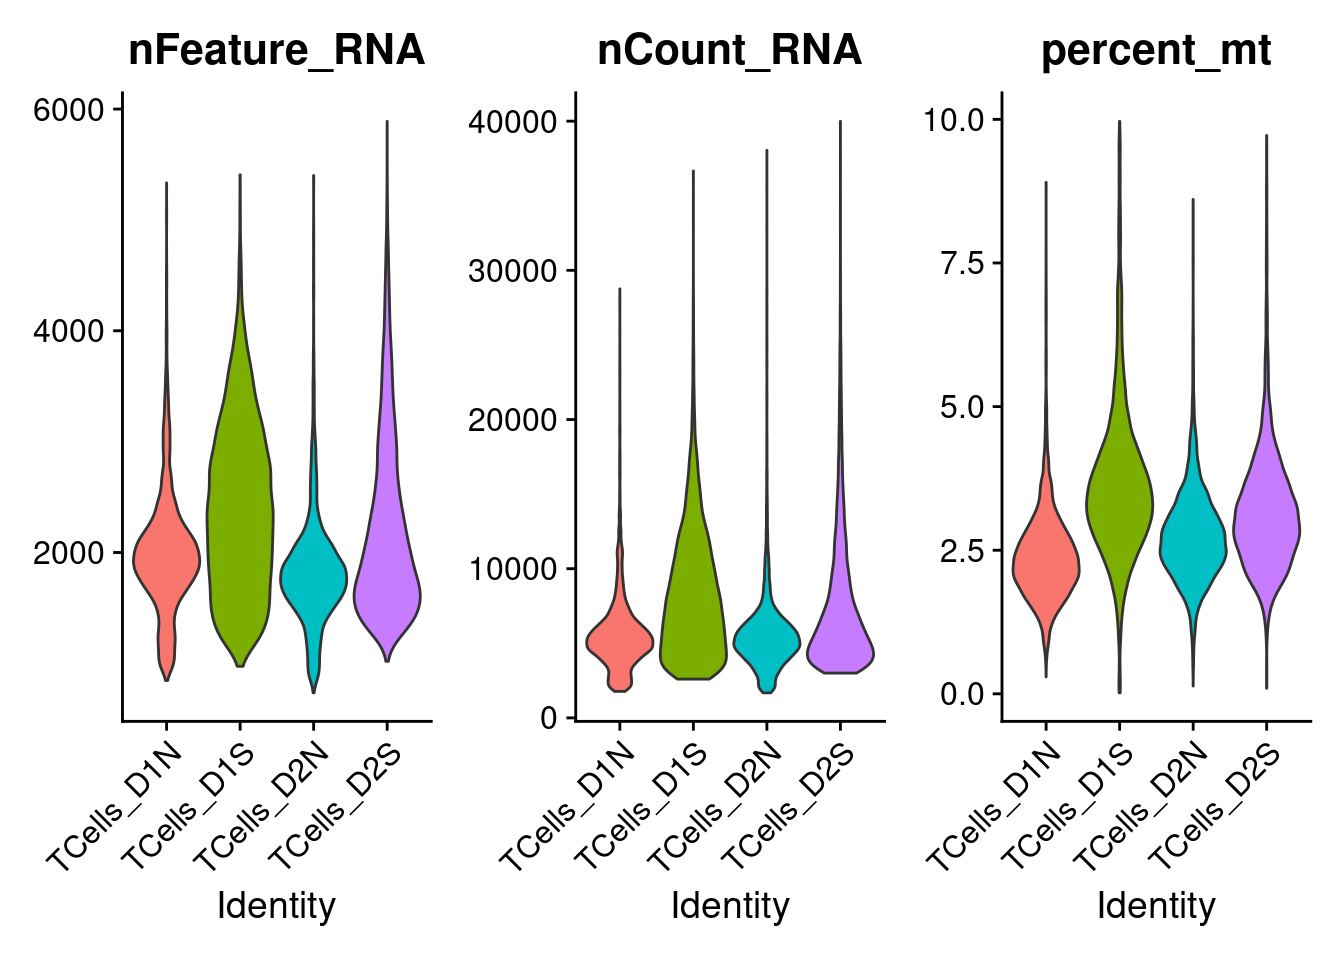 nFeature_RNA
6000
4000
2000
TCells_D1N
TCells_D1S
TCells_D2N
TCells_D2S
Identity
nCount_RNA
40000
30000
20000
10000
0
TCells_D1N
TCells_D1S
TCells_D2N
TCells_D2S
Identity
percent_mt
10.0
7.5
5.0
2.5
0.0
TCells_D1N
TCells_D1S
TCells_D2N
TCells_D2S
Identity